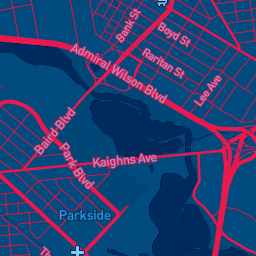 Bank St
Boyd St
Admiral Wilson Blvd
Raritan St
Lee Ave
Baird Blvd
Park Blvd
Kaighns Ave
Parkside